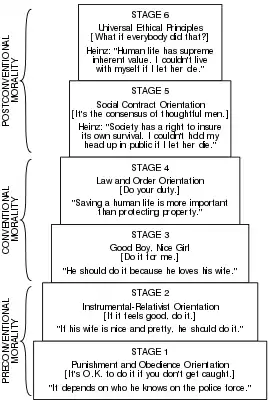 STAGE 6
Universal Ethical Principles
[What if everybody did that?]
Heinz: "Human life has supreme
inherent value. I couldn't live
with myself if I let her die."
STAGE 5
Social Contract Orientation
[It's the consensus of thoughtful men.]
Heinz: "Society has a right to insure
its own survival. I couldn't hold my
head up in public if I let her die."
POSTCONVENTIONAL
MORALITY
STAGE 4
Law and Order Orientation
[Do your duty.]
"Saving a human life is more important
than protecting property."
STAGE 3
Good Boy, Nice Girl
[Do it for me.]
"He should do it because he loves his wife."
CONVENTIONAL
MORALITY
STAGE 2
Instrumental-Relativist Orientation
[If it feels good, do it.]
"If his wife is nice and pretty, he should do it."
STAGE 1
Punishment and Obedience Orientation
[It's O.K. to do it if you don't get caught.]
"It depends on who he knows on the police force."
PRECONVENTIONAL
MORALITY